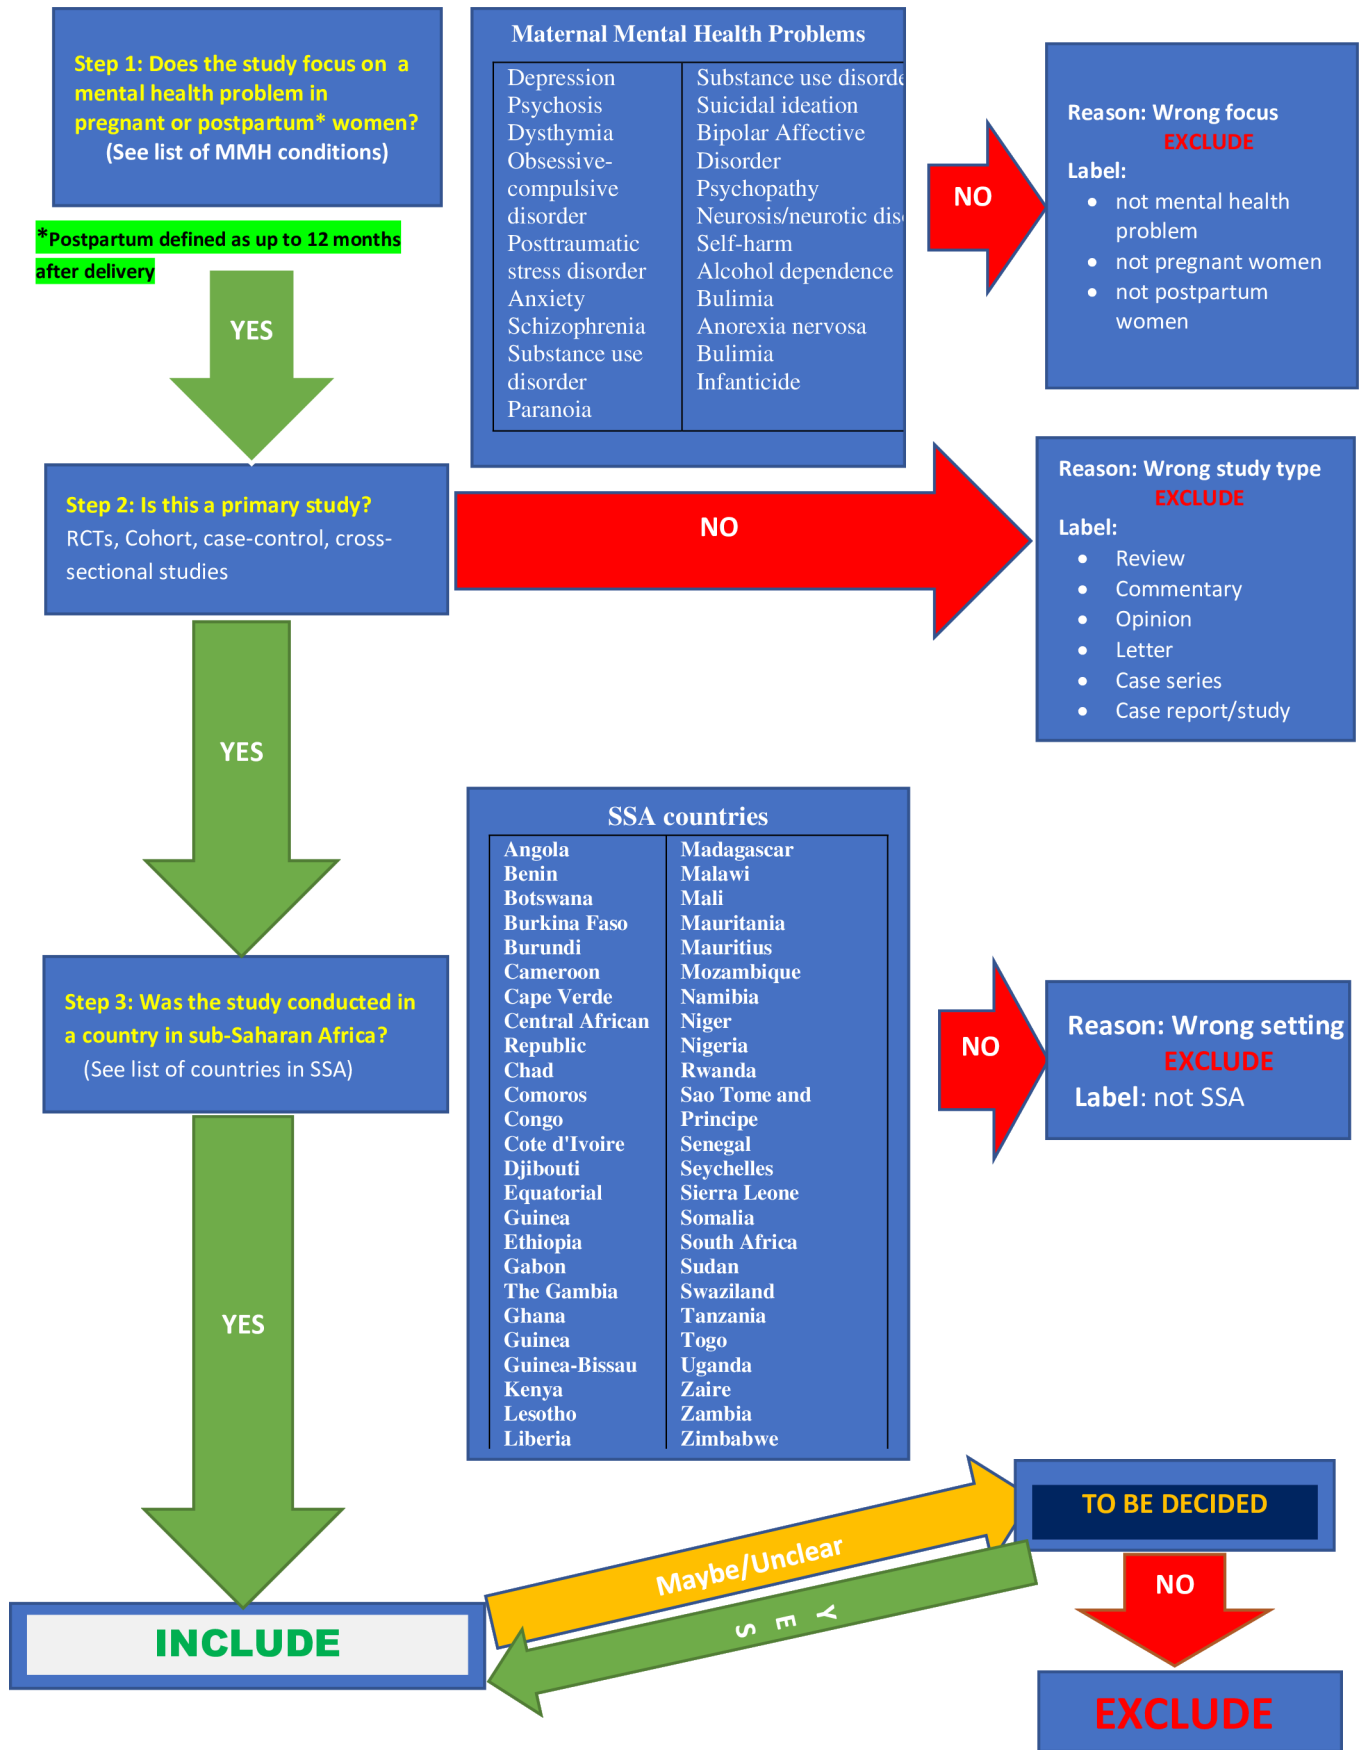 Step 1: Does the study focus on a
mental health problem in
pregnant or postpartum* women?
(See list of MMH conditions)
*Postpartum defined as up to 12 months
after delivery
YES
Maternal Mental Health Problems
Depression
Psychosis
Dysthymia
Obsessive-
compulsive
disorder
Posttraumatic
stress disorder
Anxiety
Schizophrenia
Substance use
disorder
Paranoia
Substance use disorde
Suicidal ideation
Bipolar Affective
Disorder
Psychopathy
Neurosis/neurotic dis
Self-harm
Alcohol dependence
Bulimia
Anorexia nervosa
Bulimia
Infanticide
NO
Reason: Wrong focus
EXCLUDE
Label:
• not mental health
problem
• not pregnant women
• not postpartum
women
Step 2: Is this a primary study?
RCTs, Cohort, case-control, cross-
sectional studies
NO
Reason: Wrong study type
EXCLUDE
Label:
• Review
• Commentary
• Opinion
• Letter
• Case series
• Case report/study
YES
Step 3: Was the study conducted in
a country in sub-Saharan Africa?
(See list of countries in SSA)
SSA countries
Angola
Benin
Botswana
Burkina Faso
Burundi
Cameroon
Cape Verde
Central African
Republic
Chad
Comoros
Congo
Cote d'Ivoire
Djibouti
Equatorial
Guinea
Ethiopia
Gabon
The Gambia
Ghana
Guinea
Guinea-Bissau
Kenya
Lesotho
Liberia
Madagascar
Malawi
Mali
Mauritania
Mauritius
Mozambique
Namibia
Niger
Nigeria
Rwanda
Sao Tome and
Principe
Senegal
Seychelles
Sierra Leone
Somalia
South Africa
Sudan
Swaziland
Tanzania
Togo
Uganda
Zaire
Zambia
Zimbabwe
NO
Reason: Wrong setting
EXCLUDE
Label: not SSA
YES
INCLUDE
Maybe/Unclear
YES
TO BE DECIDED
NO
EXCLUDE